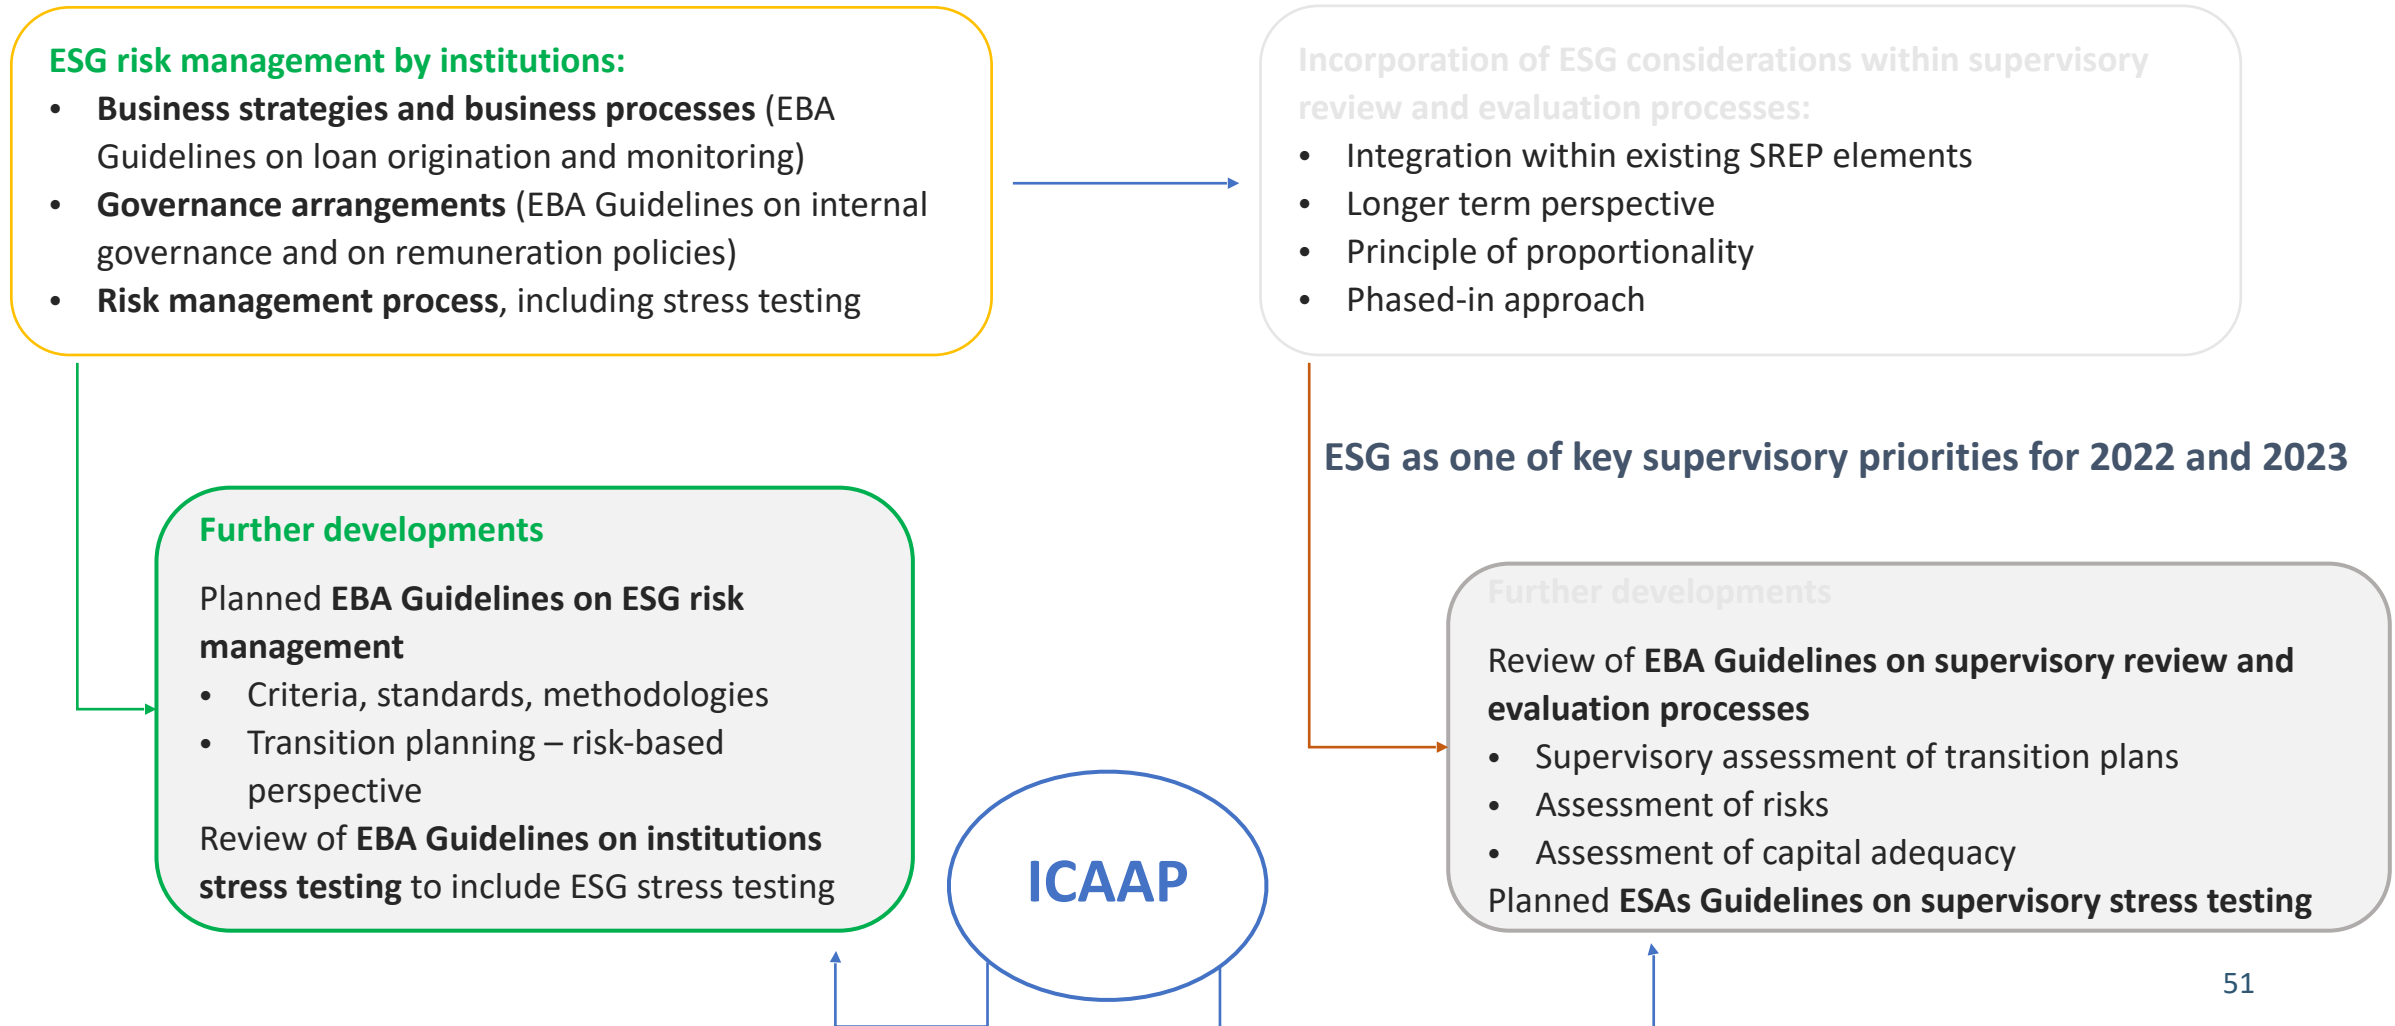 ESG risk management by institutions:
• Business strategies and business processes (EBA
Guidelines on loan origination and monitoring)
• Governance arrangements (EBA Guidelines on internal
governance and on remuneration policies)
• Risk management process, including stress testing
Incorporation of ESG considerations within supervisory
review and evaluation processes:
• Integration within existing SREP elements
• Longer term perspective
• Principle of proportionality
• Phased-in approach
ESG as one of key supervisory priorities for 2022 and 2023
Further developments
Planned EBA Guidelines on ESG risk
management
• Criteria, standards, methodologies
• Transition planning – risk-based
perspective
Review of EBA Guidelines on institutions
stress testing to include ESG stress testing
ICAAP
Further developments
Review of EBA Guidelines on supervisory review and
evaluation processes
• Supervisory assessment of transition plans
• Assessment of risks
• Assessment of capital adequacy
Planned ESAs Guidelines on supervisory stress testing
51